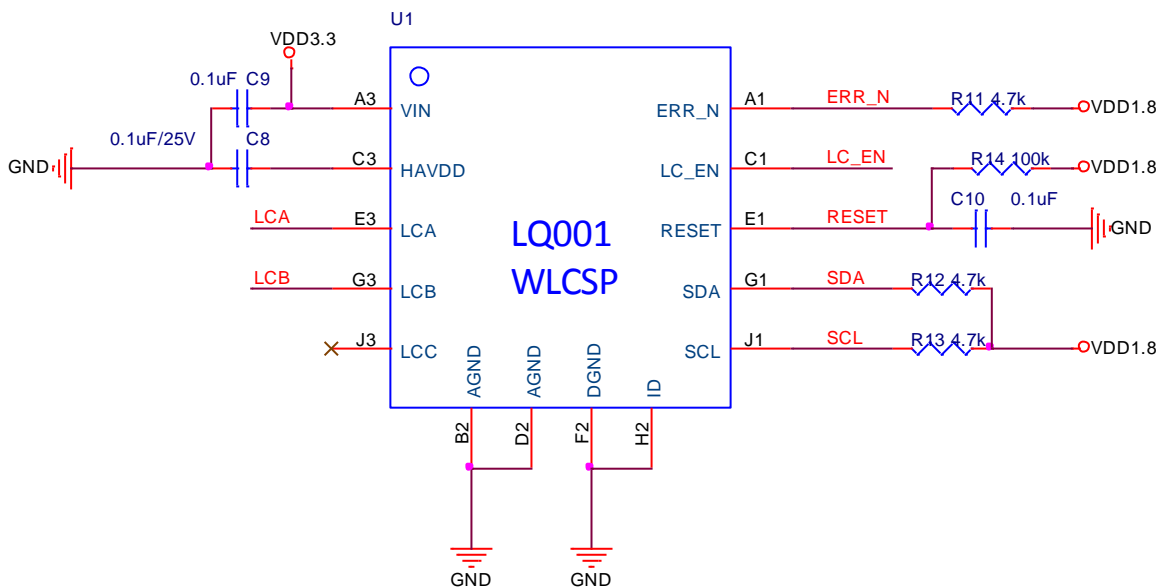 U1
VDD3.3
0.1uF C9
A3
VIN
ERR_N
A1
ERR_N
R11 4.7k
VDD1.8
0.1uF/25V
C8
GND
C3
HAVDD
LC_EN
C1
LC_EN
R14 100k
VDD1.8
C10
0.1uF
LCA
E3
LCA
RESET
E1
RESET
GND
LQ001
WLCSP
LCB
G3
LCB
SDA
G1
SDA
R12 4.7k
J3
LCC
SCL
J1
SCL
R13 4.7k
VDD1.8
AGND
AGND
DGND
ID
B2
D2
F2
H2
GND
GND